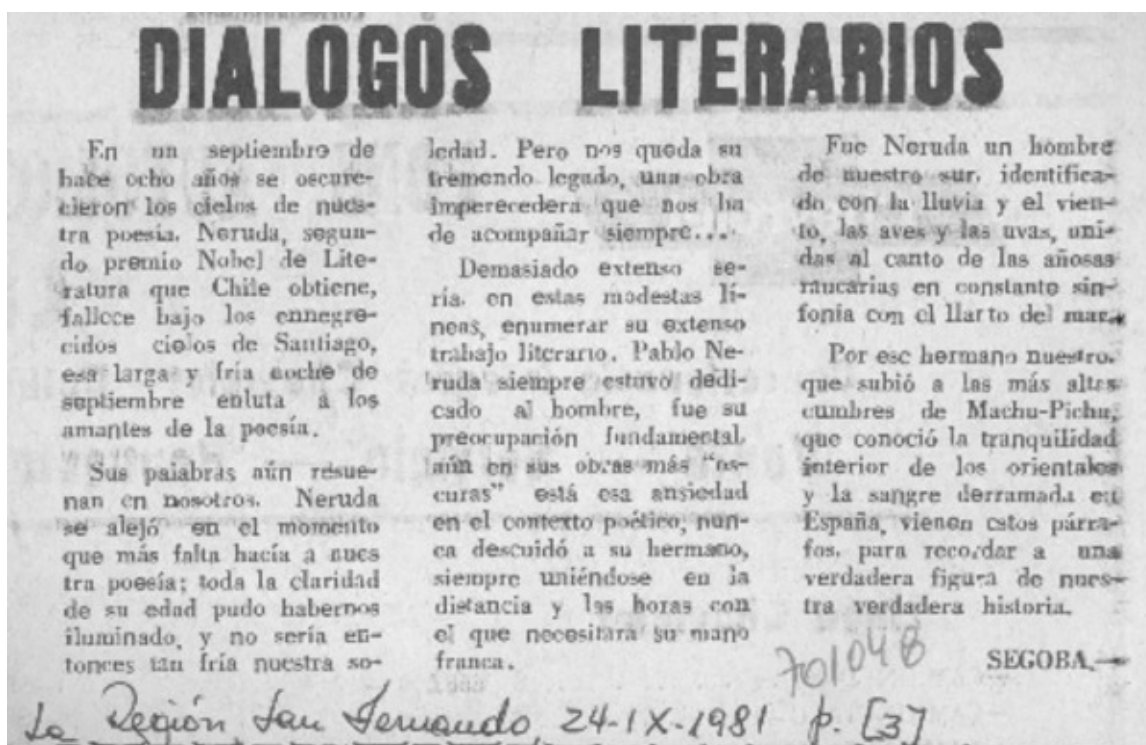 DIALOGOS LITERARIOS
En un septiembre de
hace ocho años se oscure-
cieron los cielos de nues-
tra poesía. Neruda, segun-
do premio Nobel de Lite-
ratura que Chile obtiene,
fallece bajo los ennegre-
cidos cielos de Santiago,
esa larga y fría noche de
septiembre enluta a los
amantes de la poesía.
Sus palabras aún resue-
nan en nosotros. Neruda
se alejó en el momento
que más falta hacía a nues
tra poesía; toda la claridad
de su edad pudo habernos
iluminado, y no sería en-
tonces tan fría nuestra so-
ledad. Pero nos queda su
tremendo legado, una obra
imperecedera que nos ha
de acompañar siempre...
Demasiado extenso se-
ría, en estas modestas lí-
neas, enumerar su extenso
trabajo literario. Pablo Ne-
ruda siempre estuvo dedi-
cado al hombre, fue su
preocupación fundamental,
aún en sus obras más "os-
curas" está esa ansiedad
en el contexto poético, nun-
ca descuidó a su hermano,
siempre uniéndose en la
distancia y las horas con
el que necesitara su mano
franca.
Fue Neruda un hombre
de nuestro sur, identifica-
do con la lluvia y el vien-
to, las aves y las uvas, uni-
das al canto de las añosas
raucarias en constante sin-
fonía con el llarto del mar.
Por ese hermano nuestro,
que subió a las más altas
cumbres de Machu-Pichu,
que conoció la tranquilidad
interior de los orientales
y la sangre derramada en
España, vienen estos párra-
fos, para recordar a una
verdadera figura de nues-
tra verdadera historia.
SEGOBA.—
701048
La Región San Fernando 24-IX-1981 p. [3]